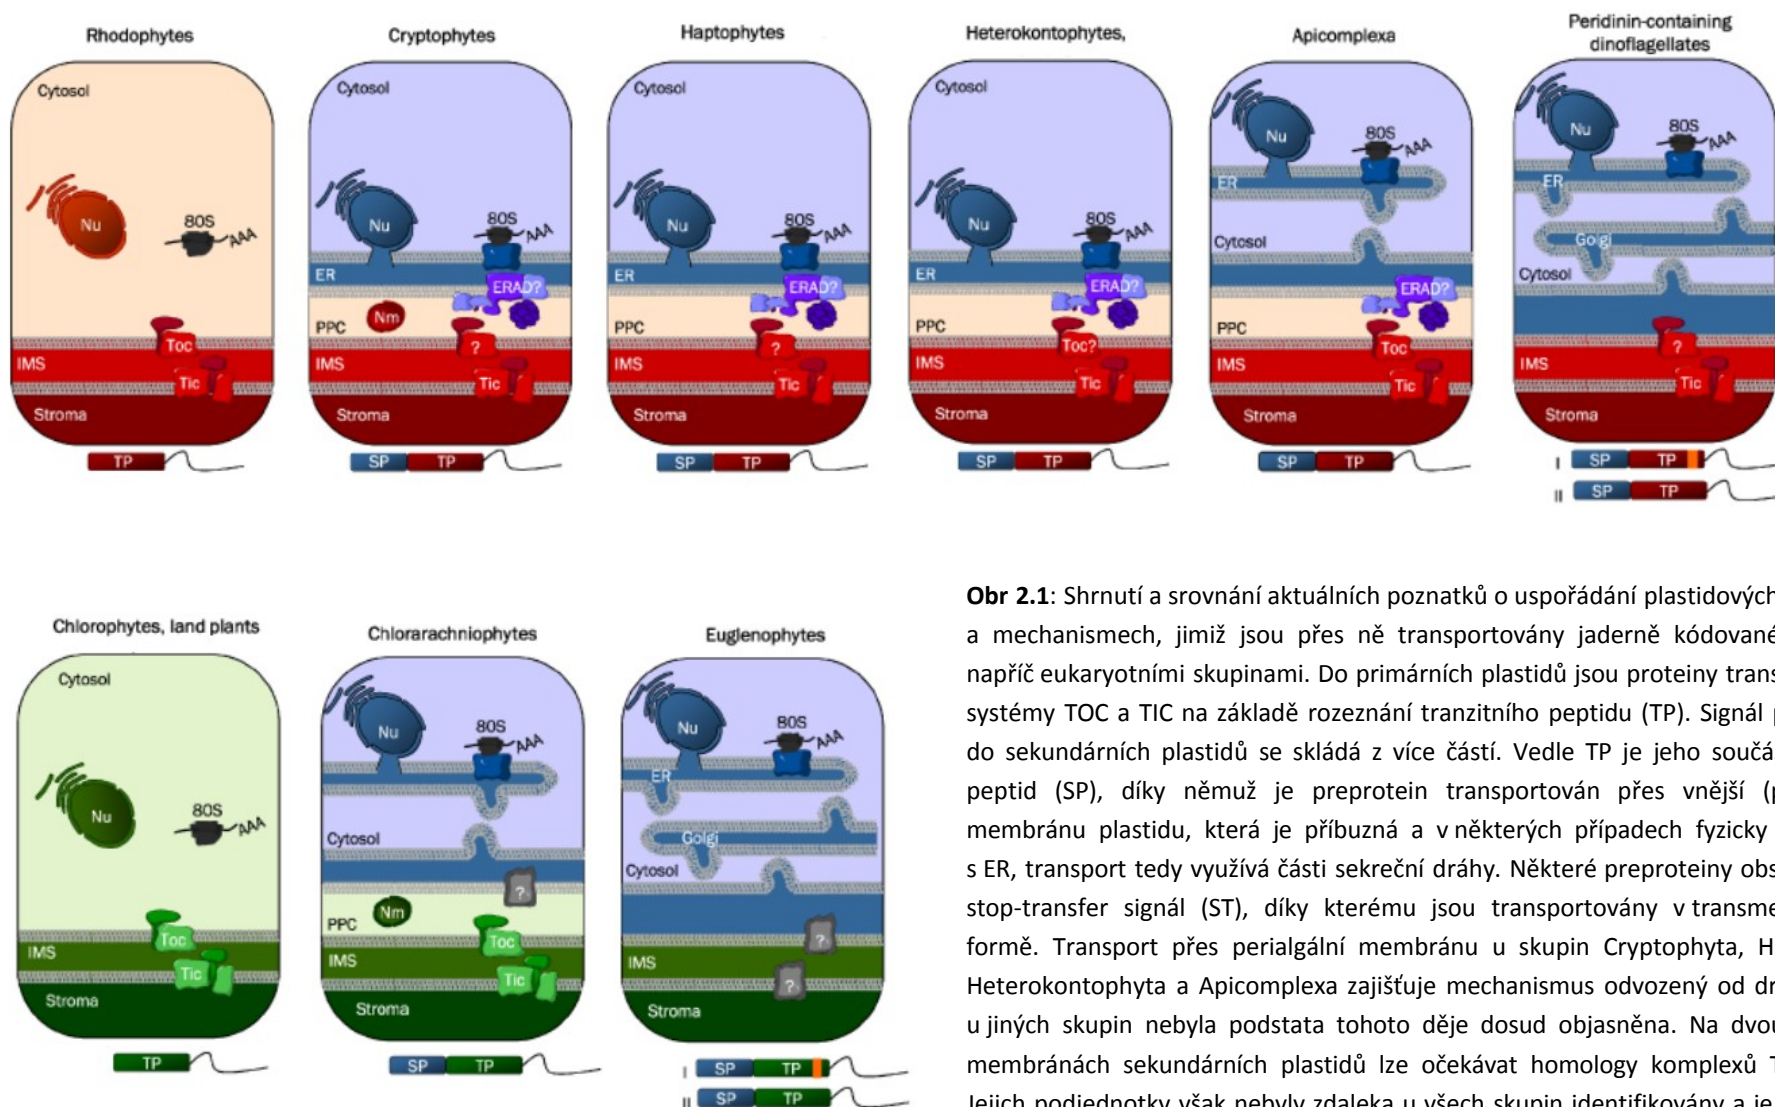 Rhodophytes
Cytosol
Nu
80S
AAA
Toc
IMS
Tic
Stroma
TP
Cryptophytes
Cytosol
Nu
80S
AAA
ER
ERAD?
Nm
PPC
?
IMS
Tic
Stroma
SP TP
Haptophytes
Cytosol
Nu
80S
AAA
ER
ERAD?
PPC
?
IMS
Tic
Stroma
SP TP
Heterokontophytes,
Cytosol
Nu
80S
AAA
ER
ERAD?
PPC
Toc?
IMS
Tic
Stroma
SP TP
Apicomplexa
Nu
80S
AAA
ER
Cytosol
ERAD?
PPC
Toc
IMS
Tic
Stroma
SP TP
Peridinin-containing
dinoflagellates
Nu
80S
AAA
ER
Golgi
Cytosol
?
IMS
Tic
Stroma
I SP TP
II SP TP
Chlorophytes, land plants
Cytosol
Nu
80S
AAA
Toc
IMS
Tic
Stroma
TP
Chlorarachniophytes
Nu
80S
AAA
Cytosol
?
Nm
PPC
Toc
IMS
Tic
Stroma
SP TP
Euglenophytes
Nu
80S
AAA
ER
Golgi
Cytosol
?
IMS
?
Stroma
I SP TP
II SP TP
Obr 2.1: Shrnutí a srovnání aktuálních poznatků o uspořádání plastidových
a mechanismech, jimiž jsou přes ně transportovány jaderně kódované
napříč eukaryotními skupinami. Do primárních plastidů jsou proteiny trans
systémy TOC a TIC na základě rozeznání tranzitního peptidu (TP). Signál
do sekundárních plastidů se skládá z více částí. Vedle TP je jeho součá
peptid (SP), díky němuž je preprotein transportován přes vnější (p
membránu plastidu, která je příbuzná a v některých případech fyzicky
s ER, transport tedy využívá části sekreční dráhy. Některé preproteiny obs
stop-transfer signál (ST), díky kterému jsou transportovány v transme
formě. Transport přes perialgální membránu u skupin Cryptophyta, H
Heterokontophyta a Apicomplexa zajišťuje mechanismus odvozený od dr
u jiných skupin nebyla podstata tohoto děje dosud objasněna. Na dvou
membránách sekundárních plastidů lze očekávat homology komplexů T
Jejich podjednotky však nebyly zdaleka u všech skupin identifikovány a je